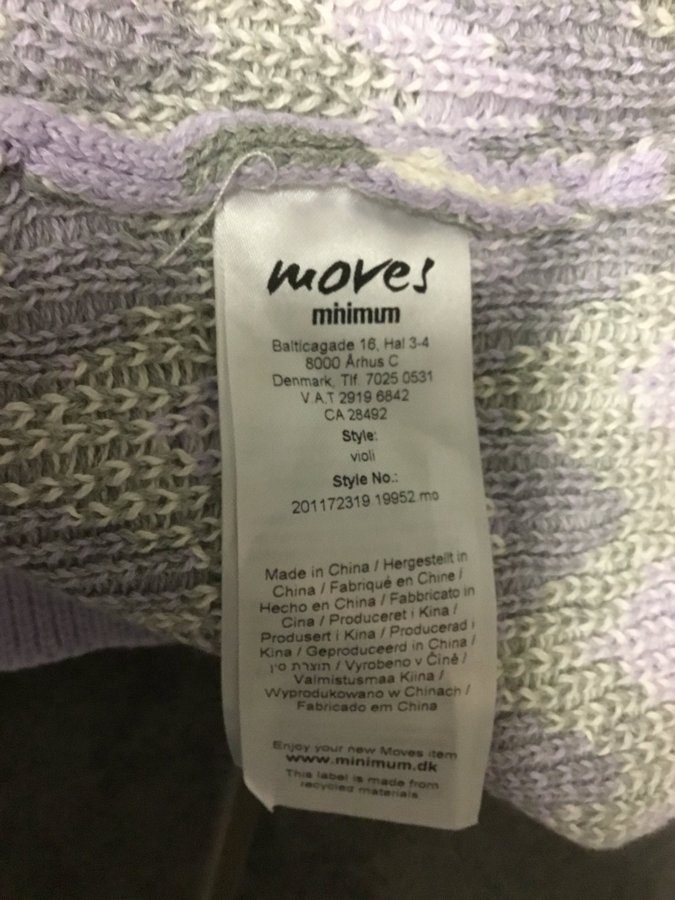 moves
minimum
Balticagade 16, Hal 3-4
8000 Århus C
Denmark, Tlf. 7025 0531
V.A.T 2919 6842
CA 28492
Style:
violi
Style No.:
201172319 19952 mo
Made in China / Hergestellt in
China / Fabriqué en Chine /
Hecho en China / Fabbricato in
Cina / Produceret i Kina /
Produsert i Kina / Producerad i
Kina / Geproduceerd in China /
תוצרת סין / Vyrobeno v Číně /
Valmistusmaa Kiina /
Wyprodukowano w Chinach /
Fabricado em China
Enjoy your new Moves item
www.minimum.dk
This label is made from
recycled materials